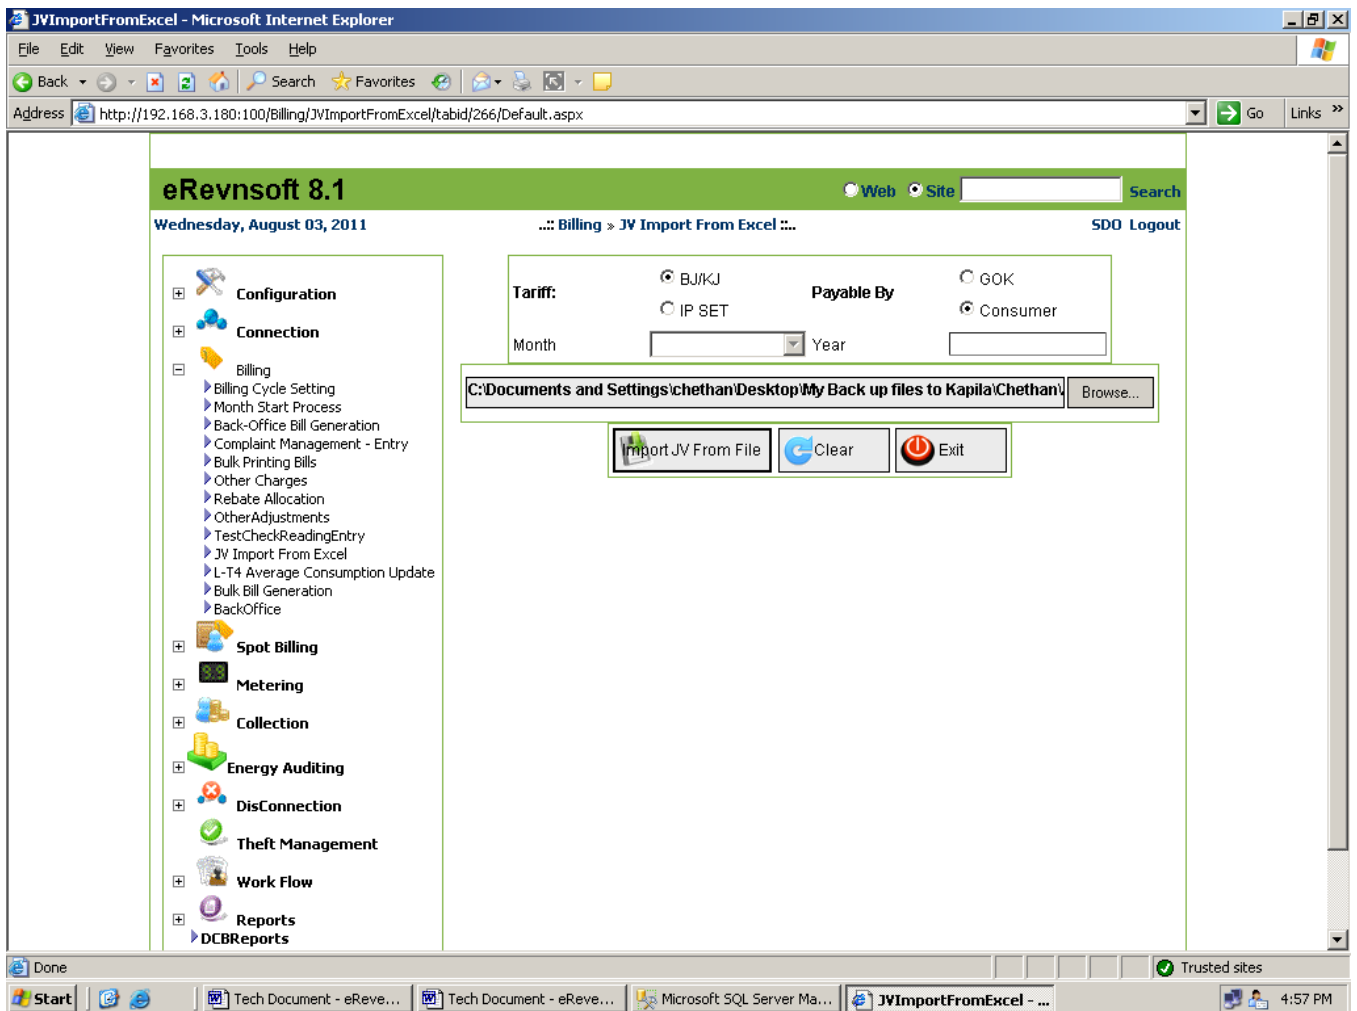 JVImportFromExcel - Microsoft Internet Explorer
File Edit View Favorites Tools Help
Back Search Favorites
Address http://192.168.3.180:100/Billing/JVImportFromExcel/tabid/266/Default.aspx Go Links »
eRevnsoft 8.1 Web Site Search
Wednesday, August 03, 2011 ..:: Billing » JV Import From Excel ::.. SDO Logout
Configuration
Connection
Billing
Billing Cycle Setting
Month Start Process
Back-Office Bill Generation
Complaint Management - Entry
Bulk Printing Bills
Other Charges
Rebate Allocation
OtherAdjustments
TestCheckReadingEntry
JV Import From Excel
L-T4 Average Consumption Update
Bulk Bill Generation
BackOffice
Spot Billing
Metering
Collection
Energy Auditing
DisConnection
Theft Management
Work Flow
Reports
DCBReports
Tariff: BJ/KJ Payable By GOK
IP SET Consumer
Month Year
C:\Documents and Settings\chethan\Desktop\My Back up files to Kapila\Chethan\ Browse...
Import JV From File Clear Exit
Done Trusted sites
Start Tech Document - eReve... Tech Document - eReve... Microsoft SQL Server Ma... JVImportFromExcel - ... 4:57 PM